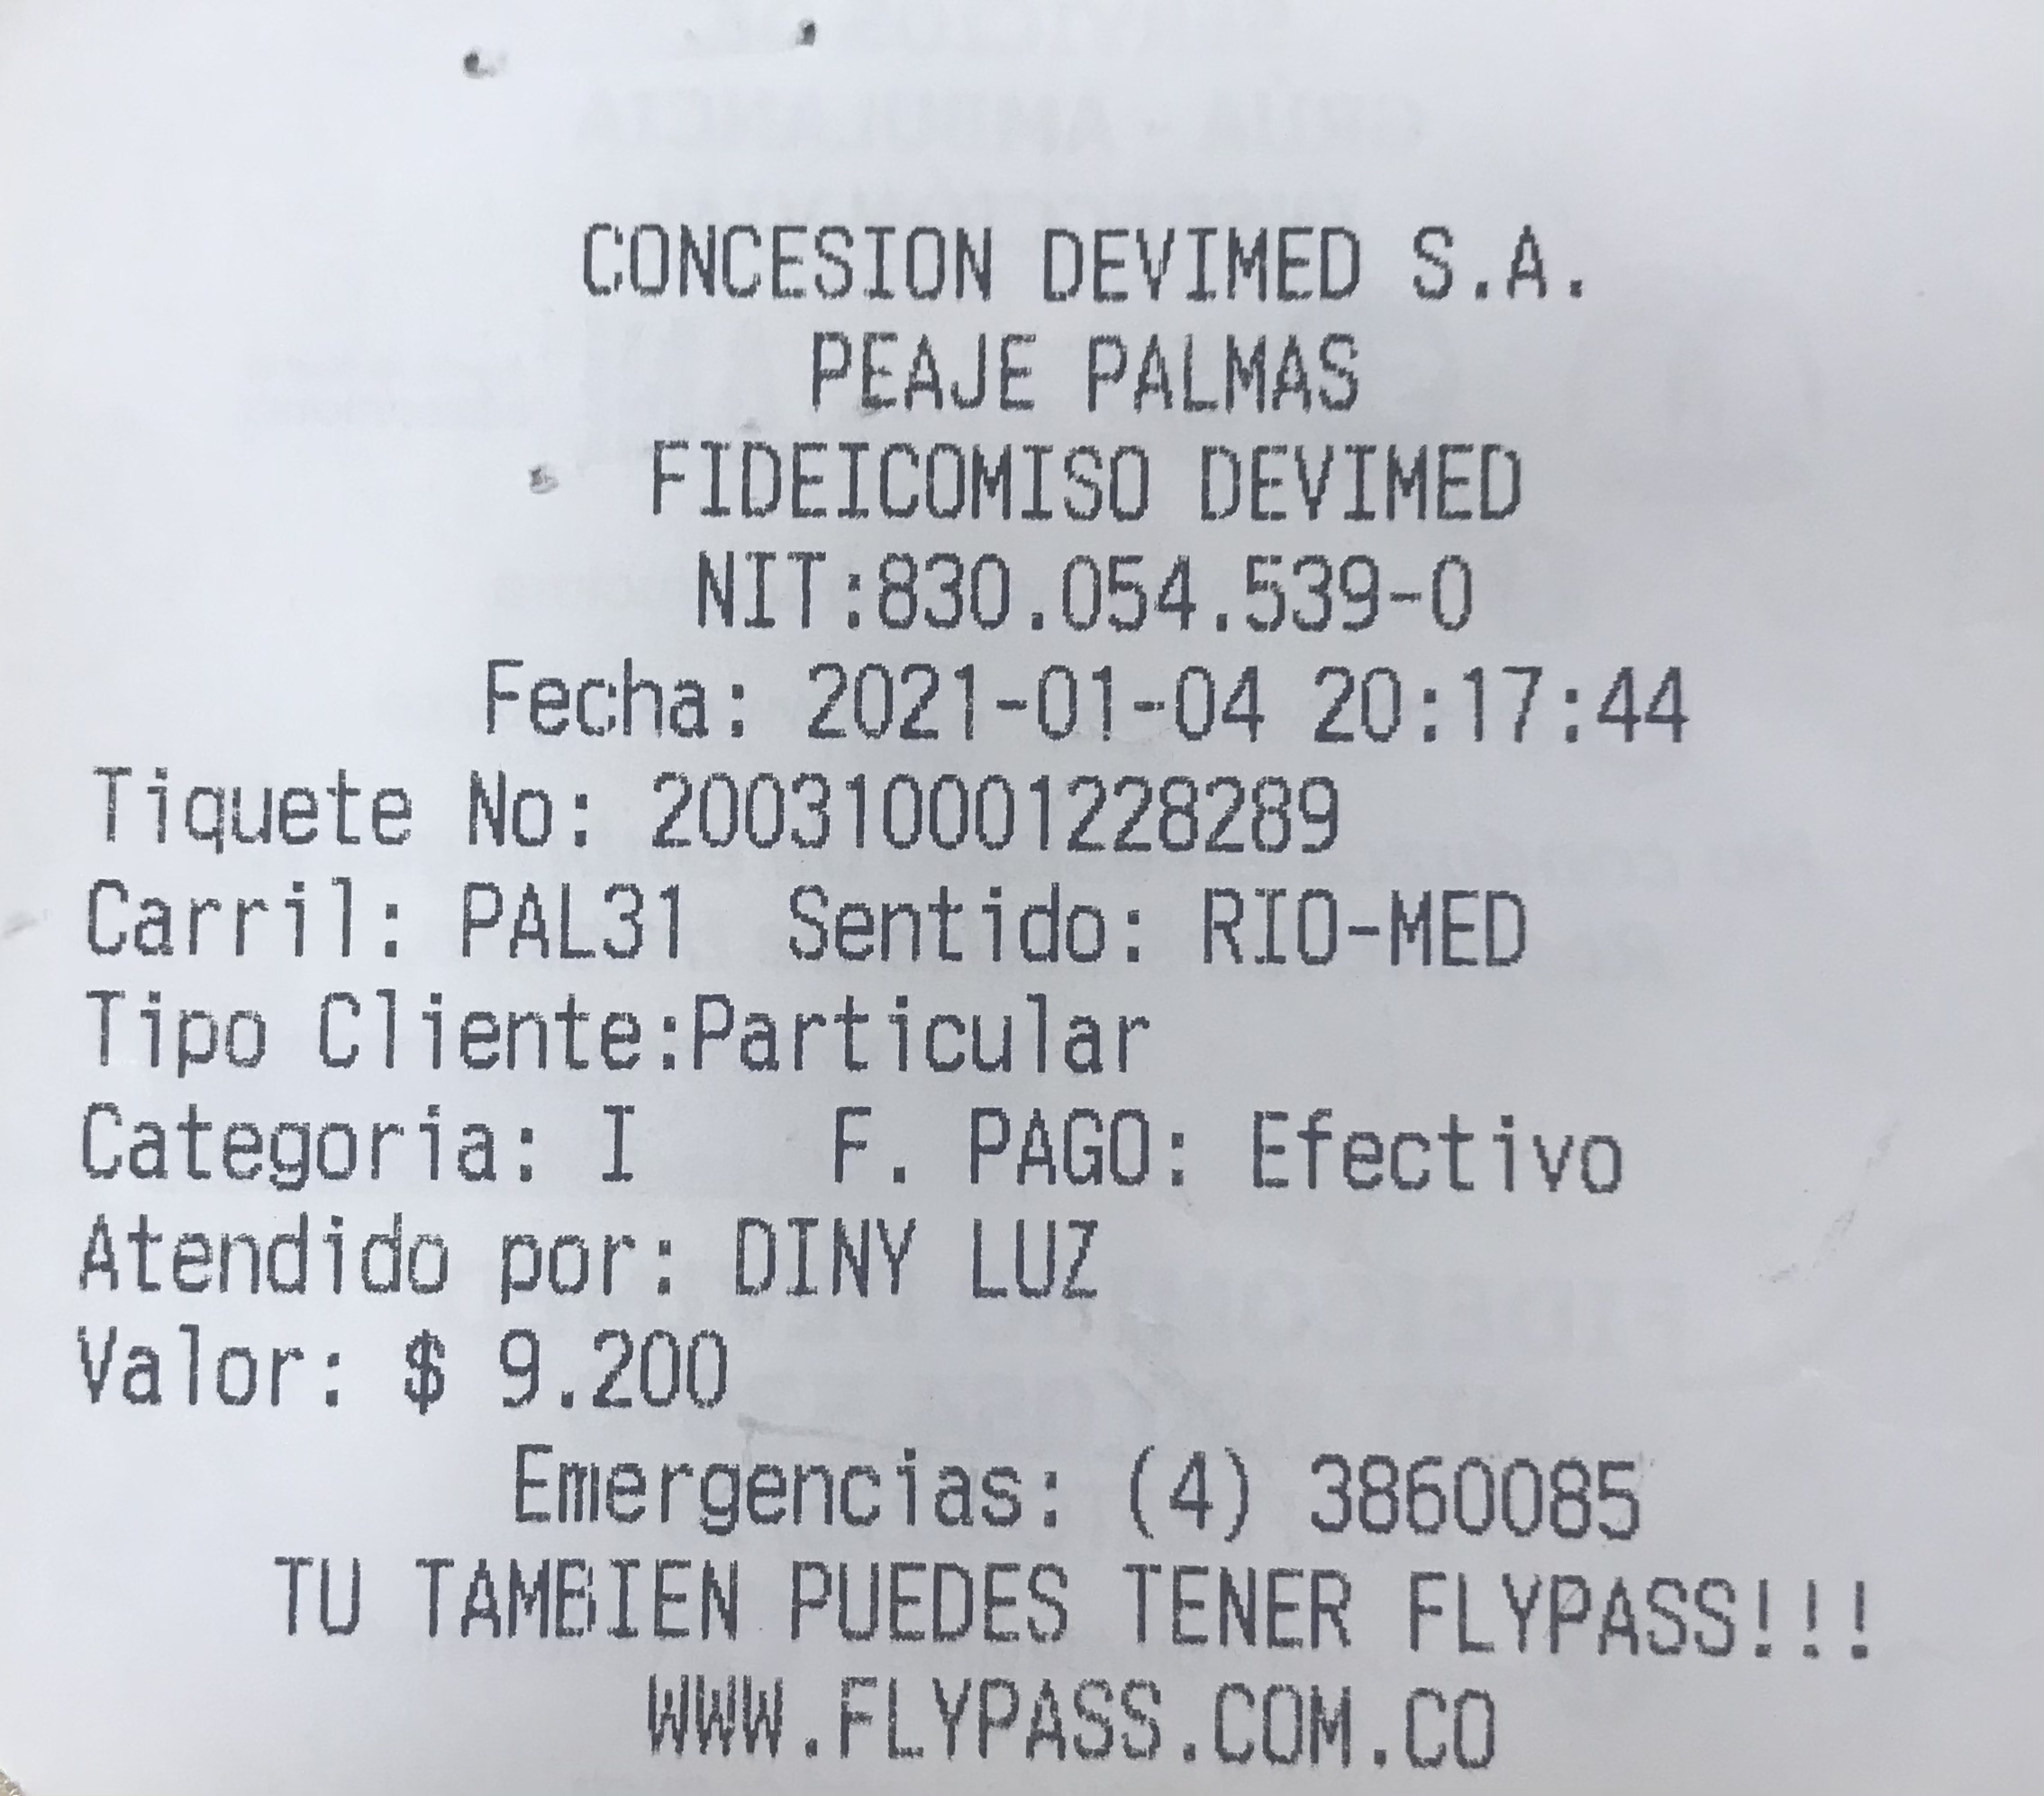 CONCESION DEVIMED S.A.
PEAJE PALMAS
FIDEICOMISO DEVIMED
NIT:830.054.539-0
Fecha: 2021-01-04 20:17:44
Tiquete No: 200310001228289
Carril: PAL31 Sentido: RIO-MED
Tipo Cliente:Particular
Categoria: I F. PAGO: Efectivo
Atendido por: DINY LUZ
Valor: $ 9.200
Emergencias: (4) 3860085
TU TAMBIEN PUEDES TENER FLYPASS!!!
WWW.FLYPASS.COM.CO